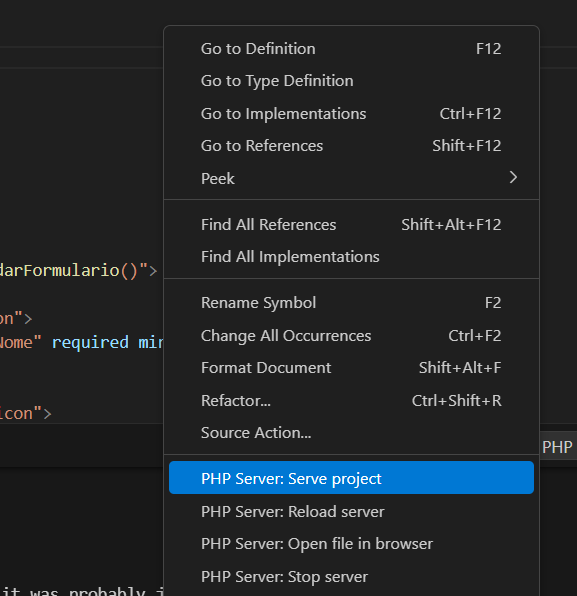 Go to Definition F12
Go to Type Definition
Go to Implementations Ctrl+F12
Go to References Shift+F12
Peek
Find All References Shift+Alt+F12
Find All Implementations
darFormulario()">
Rename Symbol F2
on">
Change All Occurrences Ctrl+F2
Nome" required min
Format Document Shift+Alt+F
Refactor... Ctrl+Shift+R
icon">
Source Action...
PHP
PHP Server: Serve project
PHP Server: Reload server
PHP Server: Open file in browser
PHP Server: Stop server
it was probably